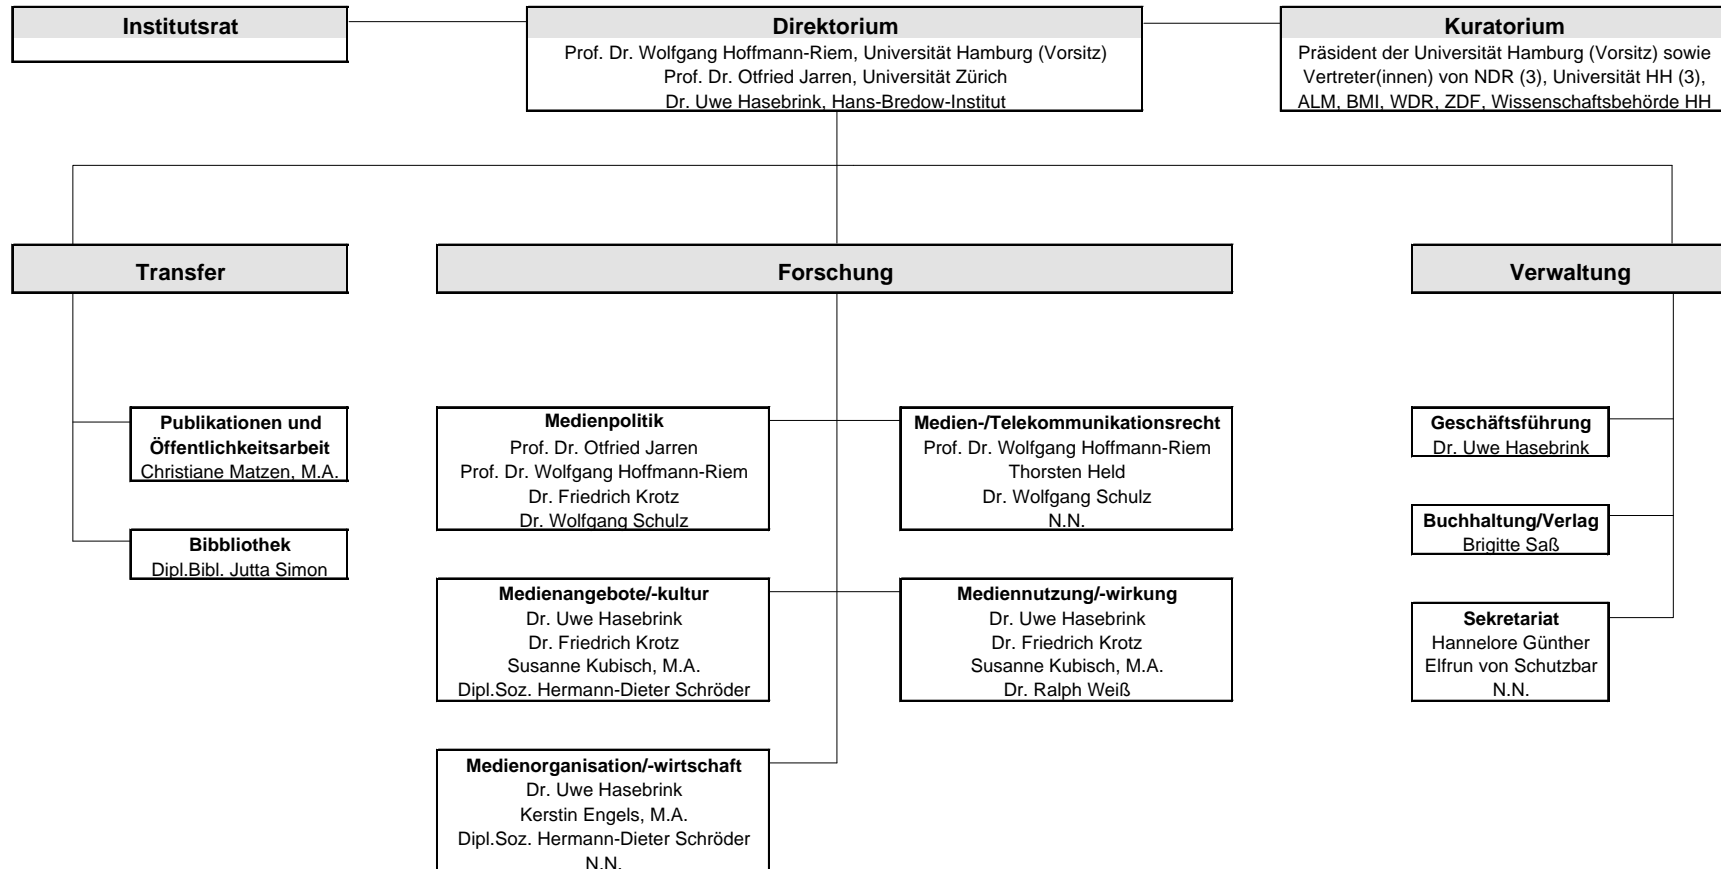 Institutsrat
Direktorium
Prof. Dr. Wolfgang Hoffmann-Riem, Universität Hamburg (Vorsitz)
Prof. Dr. Otfried Jarren, Universität Zürich
Dr. Uwe Hasebrink, Hans-Bredow-Institut
Kuratorium
Präsident der Universität Hamburg (Vorsitz) sowie
Vertreter(innen) von NDR (3), Universität HH (3),
ALM, BMI, WDR, ZDF, Wissenschaftsbehörde HH
Transfer
Forschung
Verwaltung
Publikationen und
Öffentlichkeitsarbeit
Christiane Matzen, M.A.
Bibbliothek
Dipl.Bibl. Jutta Simon
Medienpolitik
Prof. Dr. Otfried Jarren
Prof. Dr. Wolfgang Hoffmann-Riem
Dr. Friedrich Krotz
Dr. Wolfgang Schulz
Medien-/Telekommunikationsrecht
Prof. Dr. Wolfgang Hoffmann-Riem
Thorsten Held
Dr. Wolfgang Schulz
N.N.
Medienangebote/-kultur
Dr. Uwe Hasebrink
Dr. Friedrich Krotz
Susanne Kubisch, M.A.
Dipl.Soz. Hermann-Dieter Schröder
Mediennutzung/-wirkung
Dr. Uwe Hasebrink
Dr. Friedrich Krotz
Susanne Kubisch, M.A.
Dr. Ralph Weiß
Medienorganisation/-wirtschaft
Dr. Uwe Hasebrink
Kerstin Engels, M.A.
Dipl.Soz. Hermann-Dieter Schröder
N.N.
Geschäftsführung
Dr. Uwe Hasebrink
Buchhaltung/Verlag
Brigitte Saß
Sekretariat
Hannelore Günther
Elfrun von Schutzbar
N.N.